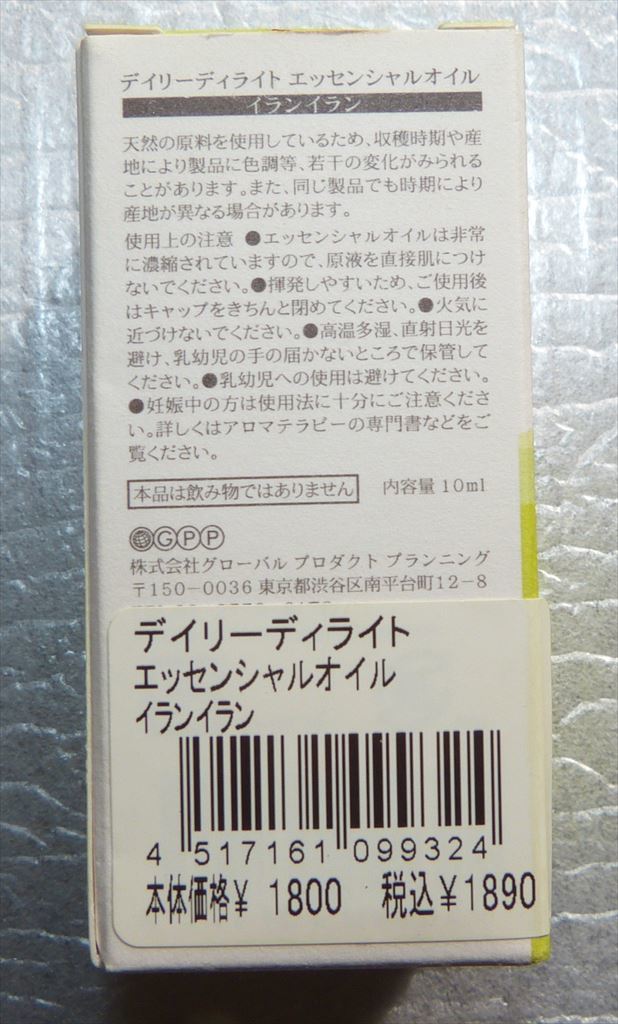 デイリーディライト エッセンシャルオイル
イランイラン
天然の原料を使用しているため、収穫時期や産
地により製品に色調等、若干の変化がみられる
ことがあります。また、同じ製品でも時期により
産地が異なる場合があります。
使用上の注意 ●エッセンシャルオイルは非常
に濃縮されていますので、原液を直接肌につけ
ないでください。●揮発しやすいため、ご使用後
はキャップをきちんと閉めてください。●火気に
近づけないでください。●高温多湿、直射日光を
避け、乳幼児の手の届かないところで保管して
ください。●乳幼児への使用は避けてください。
●妊娠中の方は使用法に十分にご注意くださ
い。詳しくはアロマテラピーの専門書などをご
覧ください。
本品は飲み物ではありません 内容量 10ml
GPP
株式会社グローバル プロダクト プランニング
〒150-0036 東京都渋谷区南平台町12-8
デイリーディライト
エッセンシャルオイル
イランイラン
4 517161 099324
本体価格¥ 1800 税込¥1890